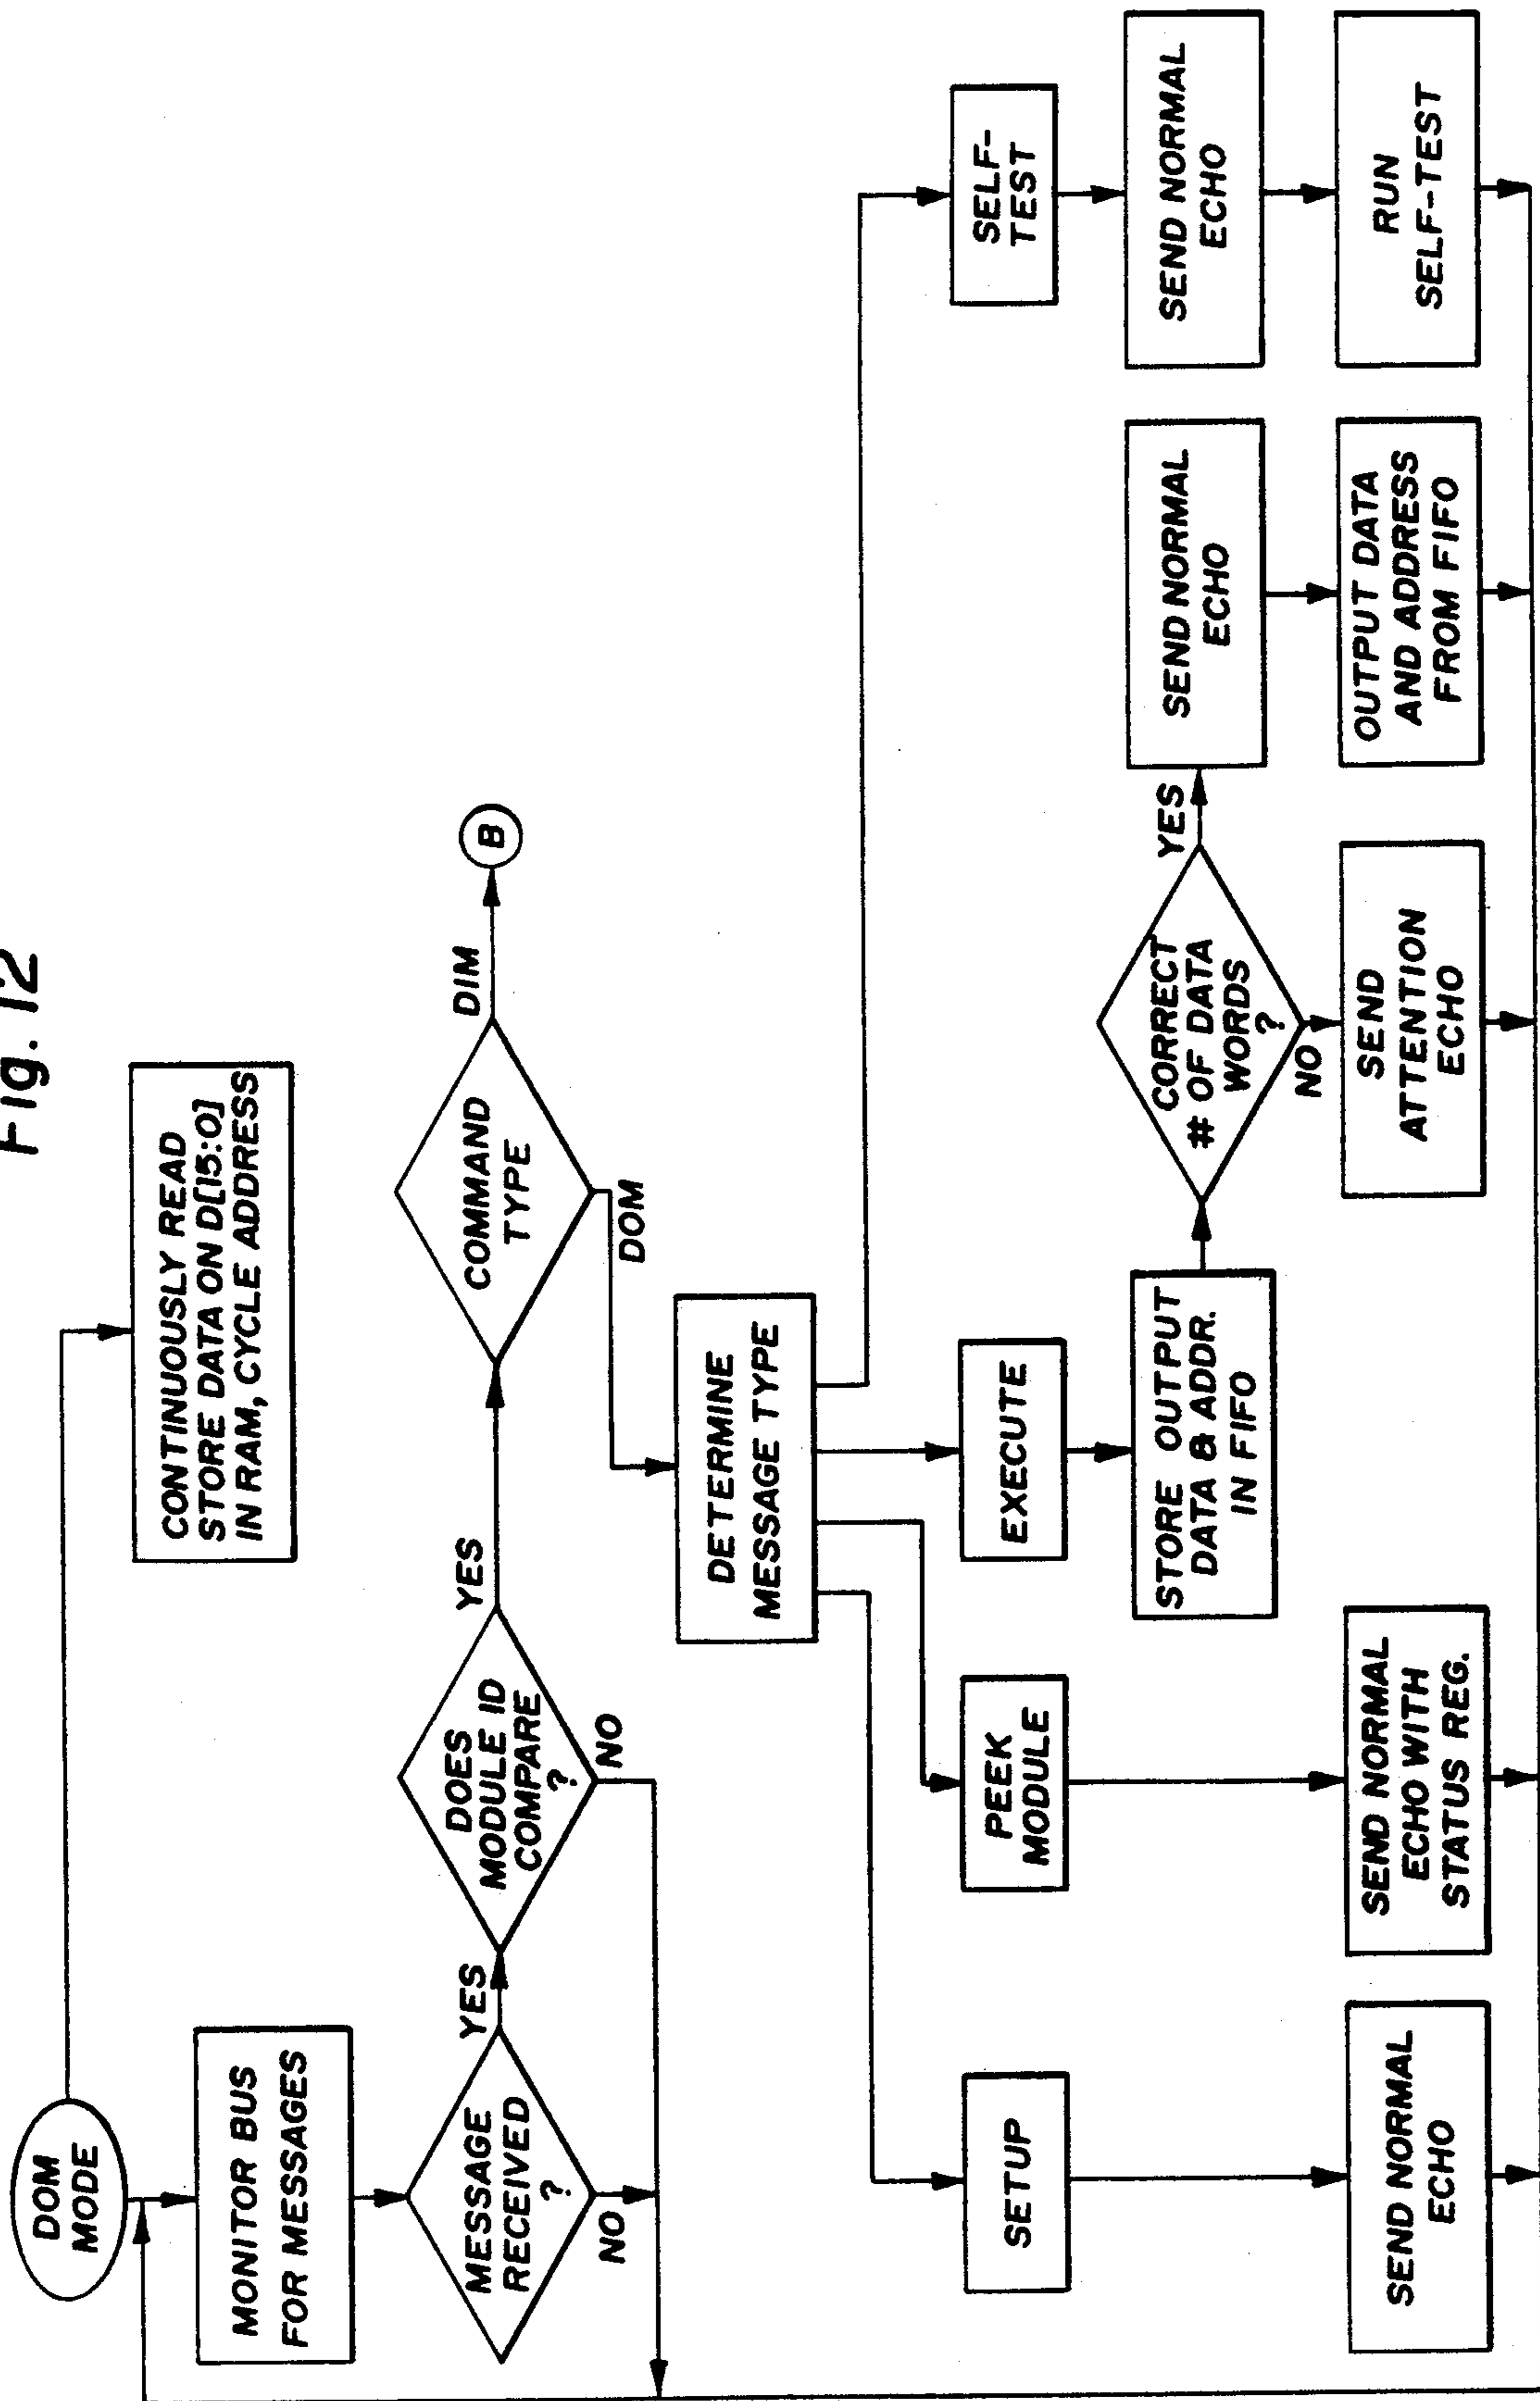 Fig. 12
DOM
MODE
CONTINUOUSLY READ
STORE DATA ON D[15:0]
IN RAM, CYCLE ADDRESS
MONITOR BUS
FOR MESSAGES
MESSAGE
RECEIVED
?
YES
NO
DOES
MODULE ID
COMPARE
?
YES
NO
COMMAND
TYPE
DIM
B
DOM
DETERMINE
MESSAGE TYPE
SETUP
PEEK
MODULE
EXECUTE
SELF-
TEST
STORE OUTPUT
DATA & ADDR.
IN FIFO
CORRECT
# OF DATA
WORDS
?
YES
NO
SEND NORMAL
ECHO
SEND NORMAL
ECHO
SEND NORMAL
ECHO
SEND NORMAL
ECHO WITH
STATUS REG.
SEND
ATTENTION
ECHO
OUTPUT DATA
AND ADDRESS
FROM FIFO
RUN
SELF-TEST